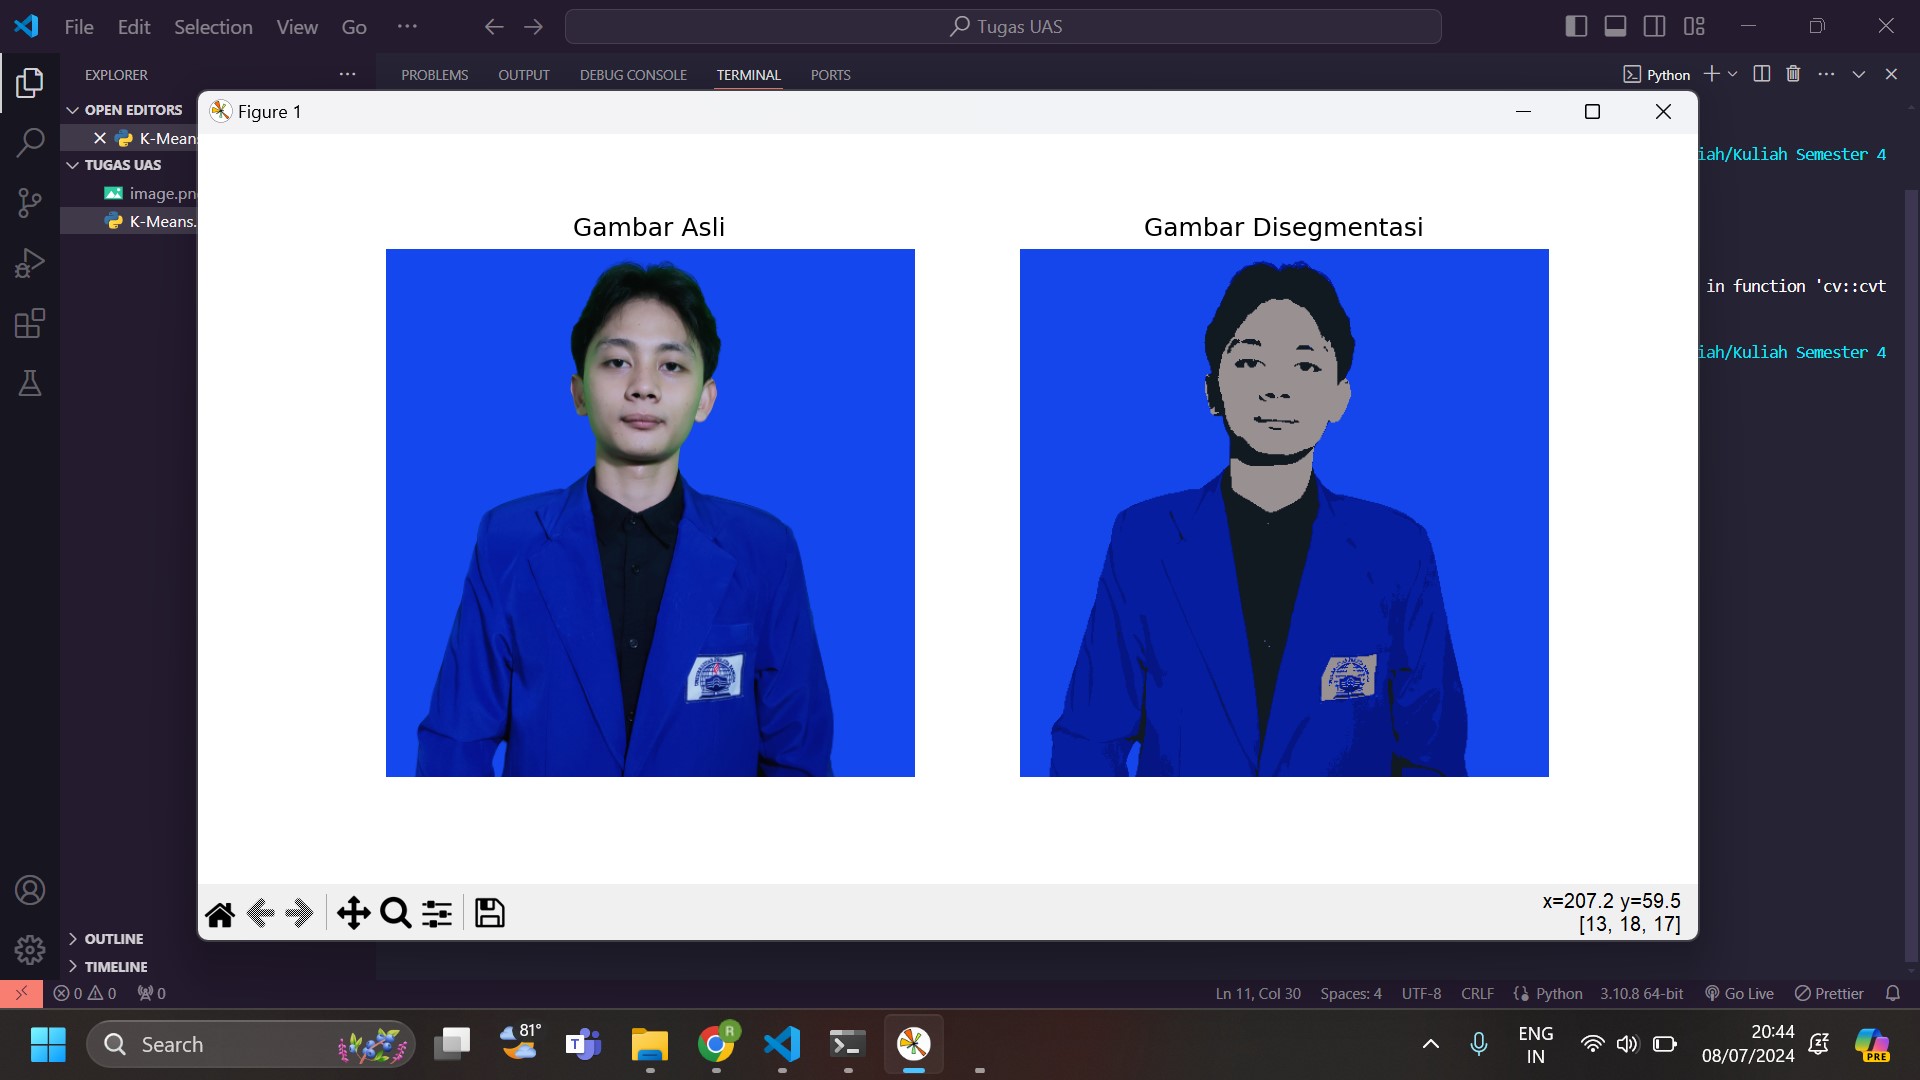 File Edit Selection View Go ···
Tugas UAS
EXPLORER
PROBLEMS OUTPUT DEBUG CONSOLE TERMINAL PORTS
Python
OPEN EDITORS
Figure 1
K-Mean
TUGAS UAS
iah/Kuliah Semester 4
image.pn
K-Means.
Gambar Asli
Gambar Disegmentasi
in function 'cv::cvt
iah/Kuliah Semester 4
x=207.2 y=59.5
[13, 18, 17]
OUTLINE
TIMELINE
0 0 0
Ln 11, Col 30 Spaces: 4 UTF-8 CRLF Python 3.10.8 64-bit Go Live Prettier
Search
81°
R
T
ENG
IN
20:44
08/07/2024
PRE